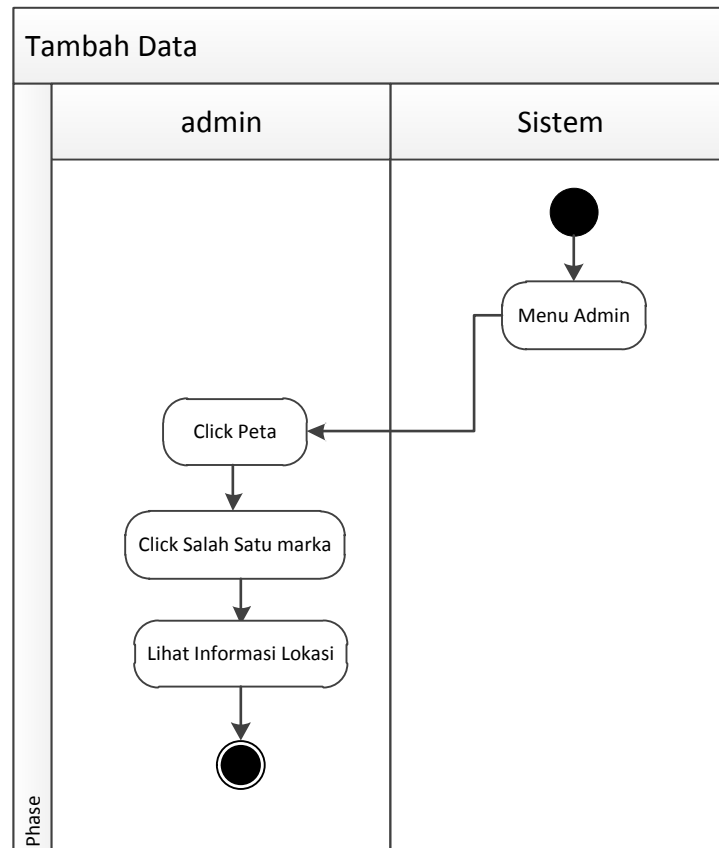 Tambah Data
admin
Sistem
Menu Admin
Click Peta
Click Salah Satu marka
Lihat Informasi Lokasi
Phase